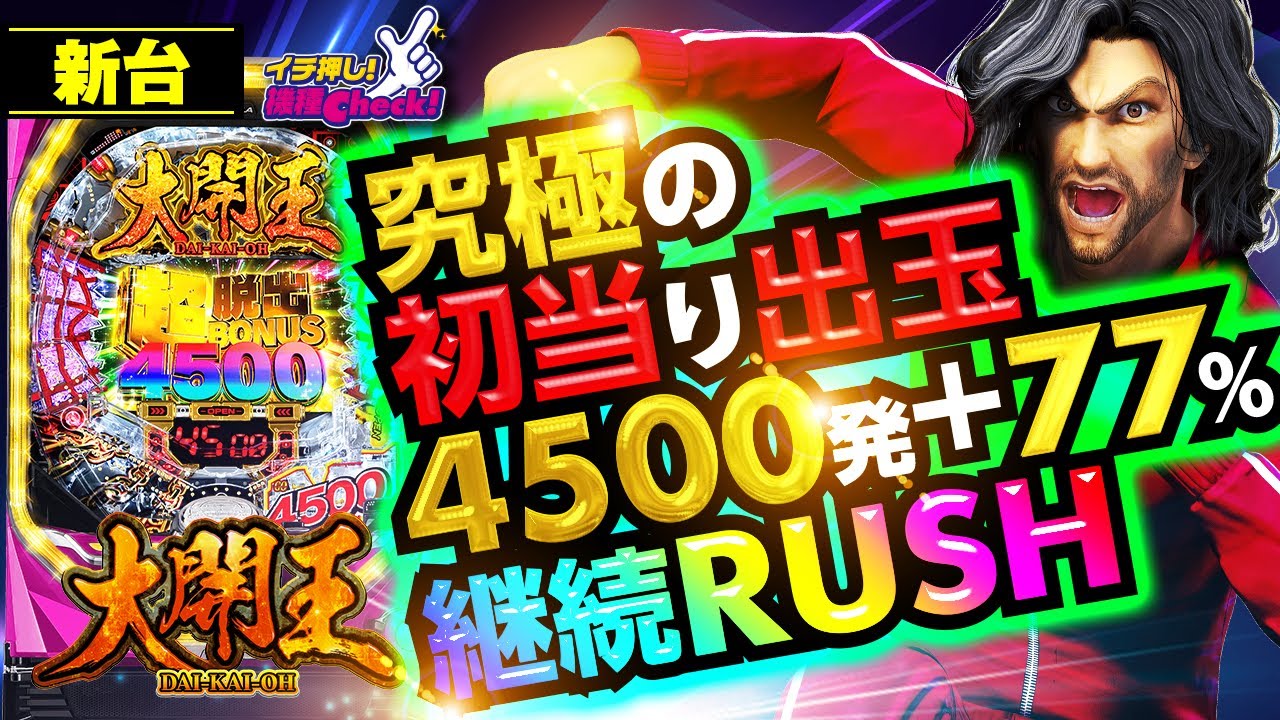 新台
イチ押し!
機種Check!
大開王
DAI-KAI-OH
超脱出
BONUS
4500
OPEN
4500
4500
大開王
DAI-KAI-OH
究極の
初当り出玉
4500発+77%
継続RUSH